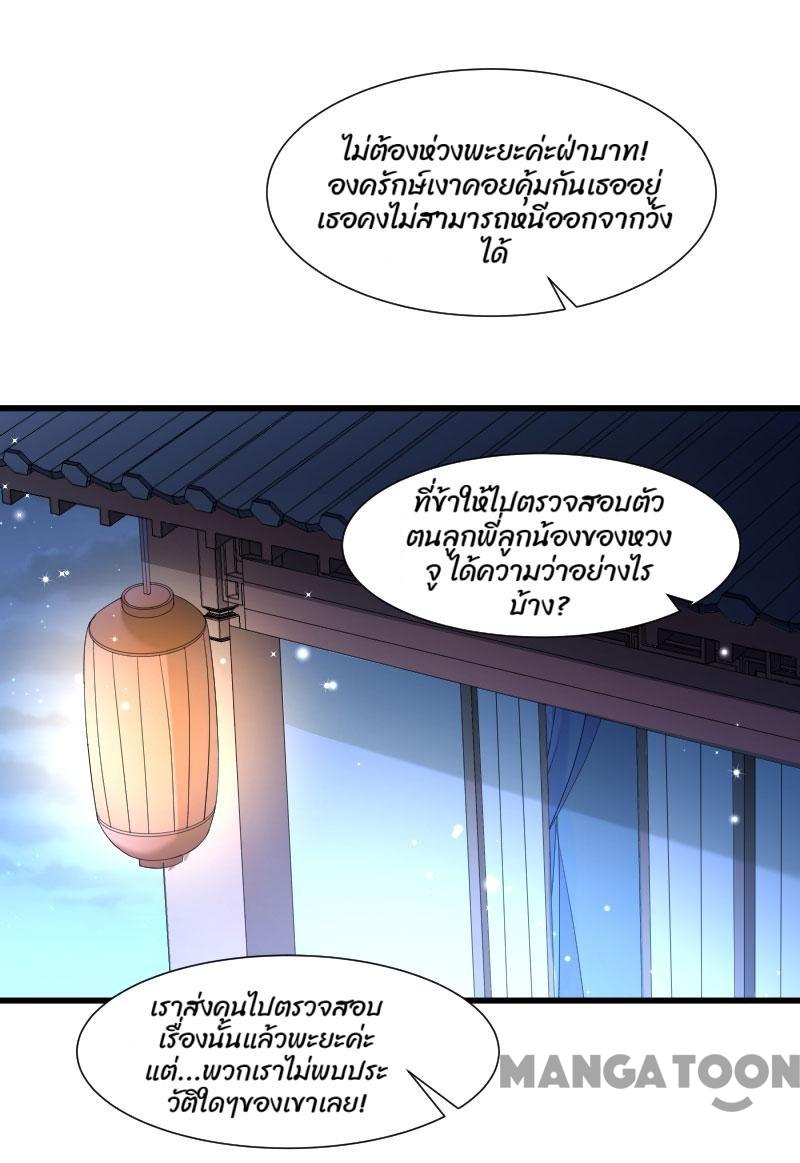 ไม่ต้องห่วงพะยะค่ะฝ่าบาท!
องครักษ์เงาคอยคุ้มกันเธออยู่
เธอคงไม่สามารถหนีออกจากวัง
ได้
ที่ข้าให้ไปตรวจสอบตัว
ตนลูกพี่ลูกน้องของหวง
จู ได้ความว่าอย่างไร
บ้าง?
เราส่งคนไปตรวจสอบ
เรื่องนั้นแล้วพะยะค่ะ
แต่...พวกเราไม่พบประ
วัติใดๆของเขาเลย!
MANGATOON